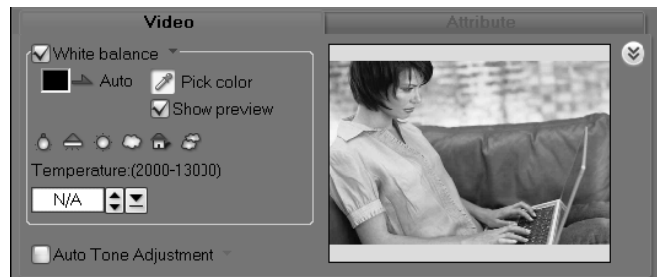 Video
Attribute
White balance
Auto
Pick color
Show preview
Temperature:(2000-13000)
N/A
Auto Tone Adjustment